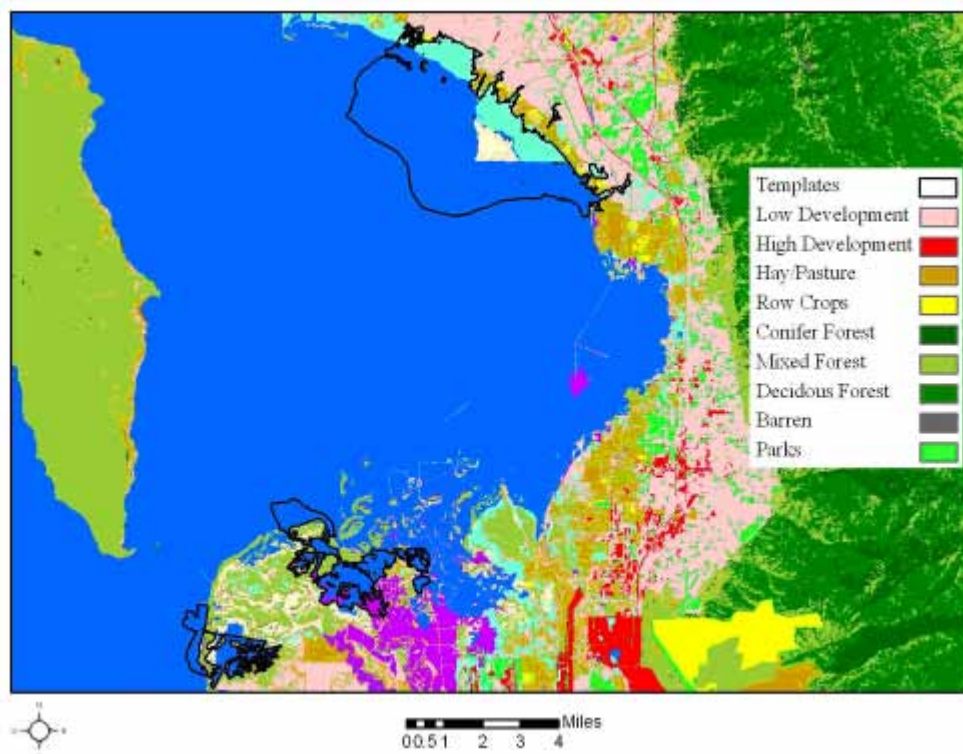 Templates
Low Development
High Development
Hay/Pasture
Row Crops
Conifer Forest
Mixed Forest
Decidous Forest
Barren
Parks
Miles
0 0.5 1 2 3 4